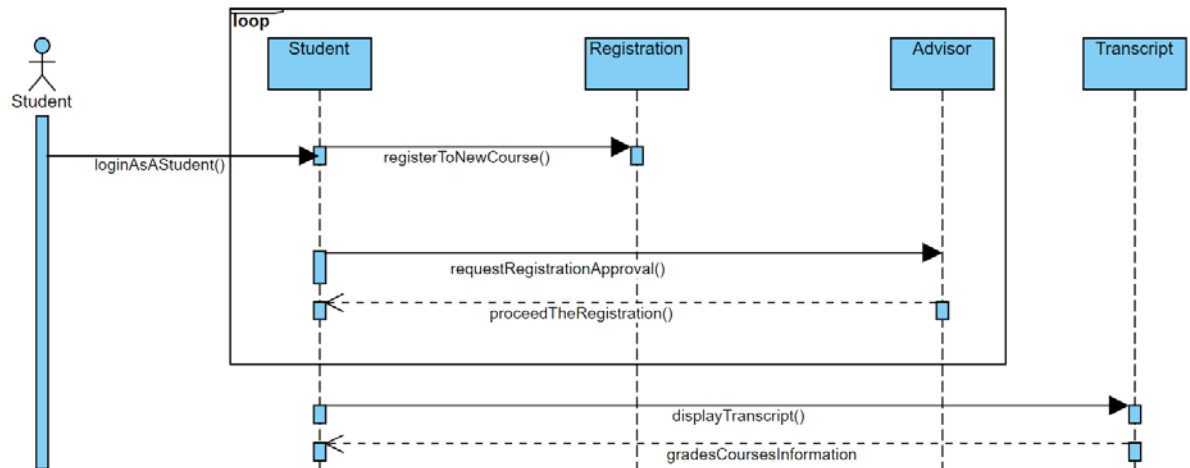 loop
Student
Registration
Advisor
Transcript
Student
loginAsAStudent()
registerToNewCourse()
requestRegistrationApproval()
proceedTheRegistration()
displayTranscript()
gradesCoursesInformation